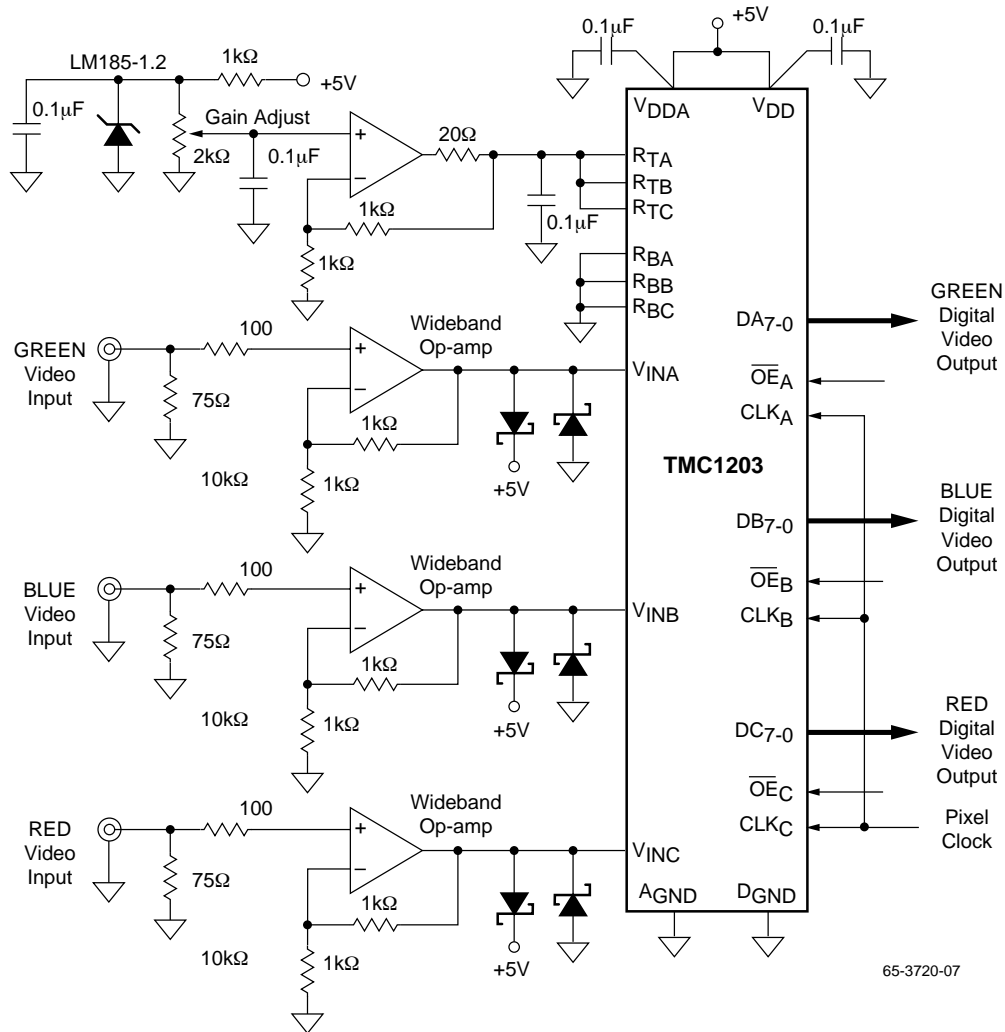 +5V
0.1µF
0.1µF
LM185-1.2
1kΩ
+5V
0.1µF
Gain Adjust
2kΩ
0.1µF
+
−
20Ω
1kΩ
1kΩ
0.1µF
VDDA
VDD
RTA
RTB
RTC
RBA
RBB
RBC
GREEN
Video
Input
100
75Ω
10kΩ
Wideband
Op-amp
+
−
1kΩ
1kΩ
+5V
VINA
DA7-0
GREEN
Digital
Video
Output
OEA
CLKA
TMC1203
BLUE
Video
Input
100
75Ω
10kΩ
Wideband
Op-amp
+
−
1kΩ
1kΩ
+5V
VINB
DB7-0
BLUE
Digital
Video
Output
OEB
CLKB
RED
Video
Input
100
75Ω
10kΩ
Wideband
Op-amp
+
−
1kΩ
1kΩ
+5V
VINC
DC7-0
RED
Digital
Video
Output
OEC
CLKC
Pixel
Clock
AGND
DGND
65-3720-07